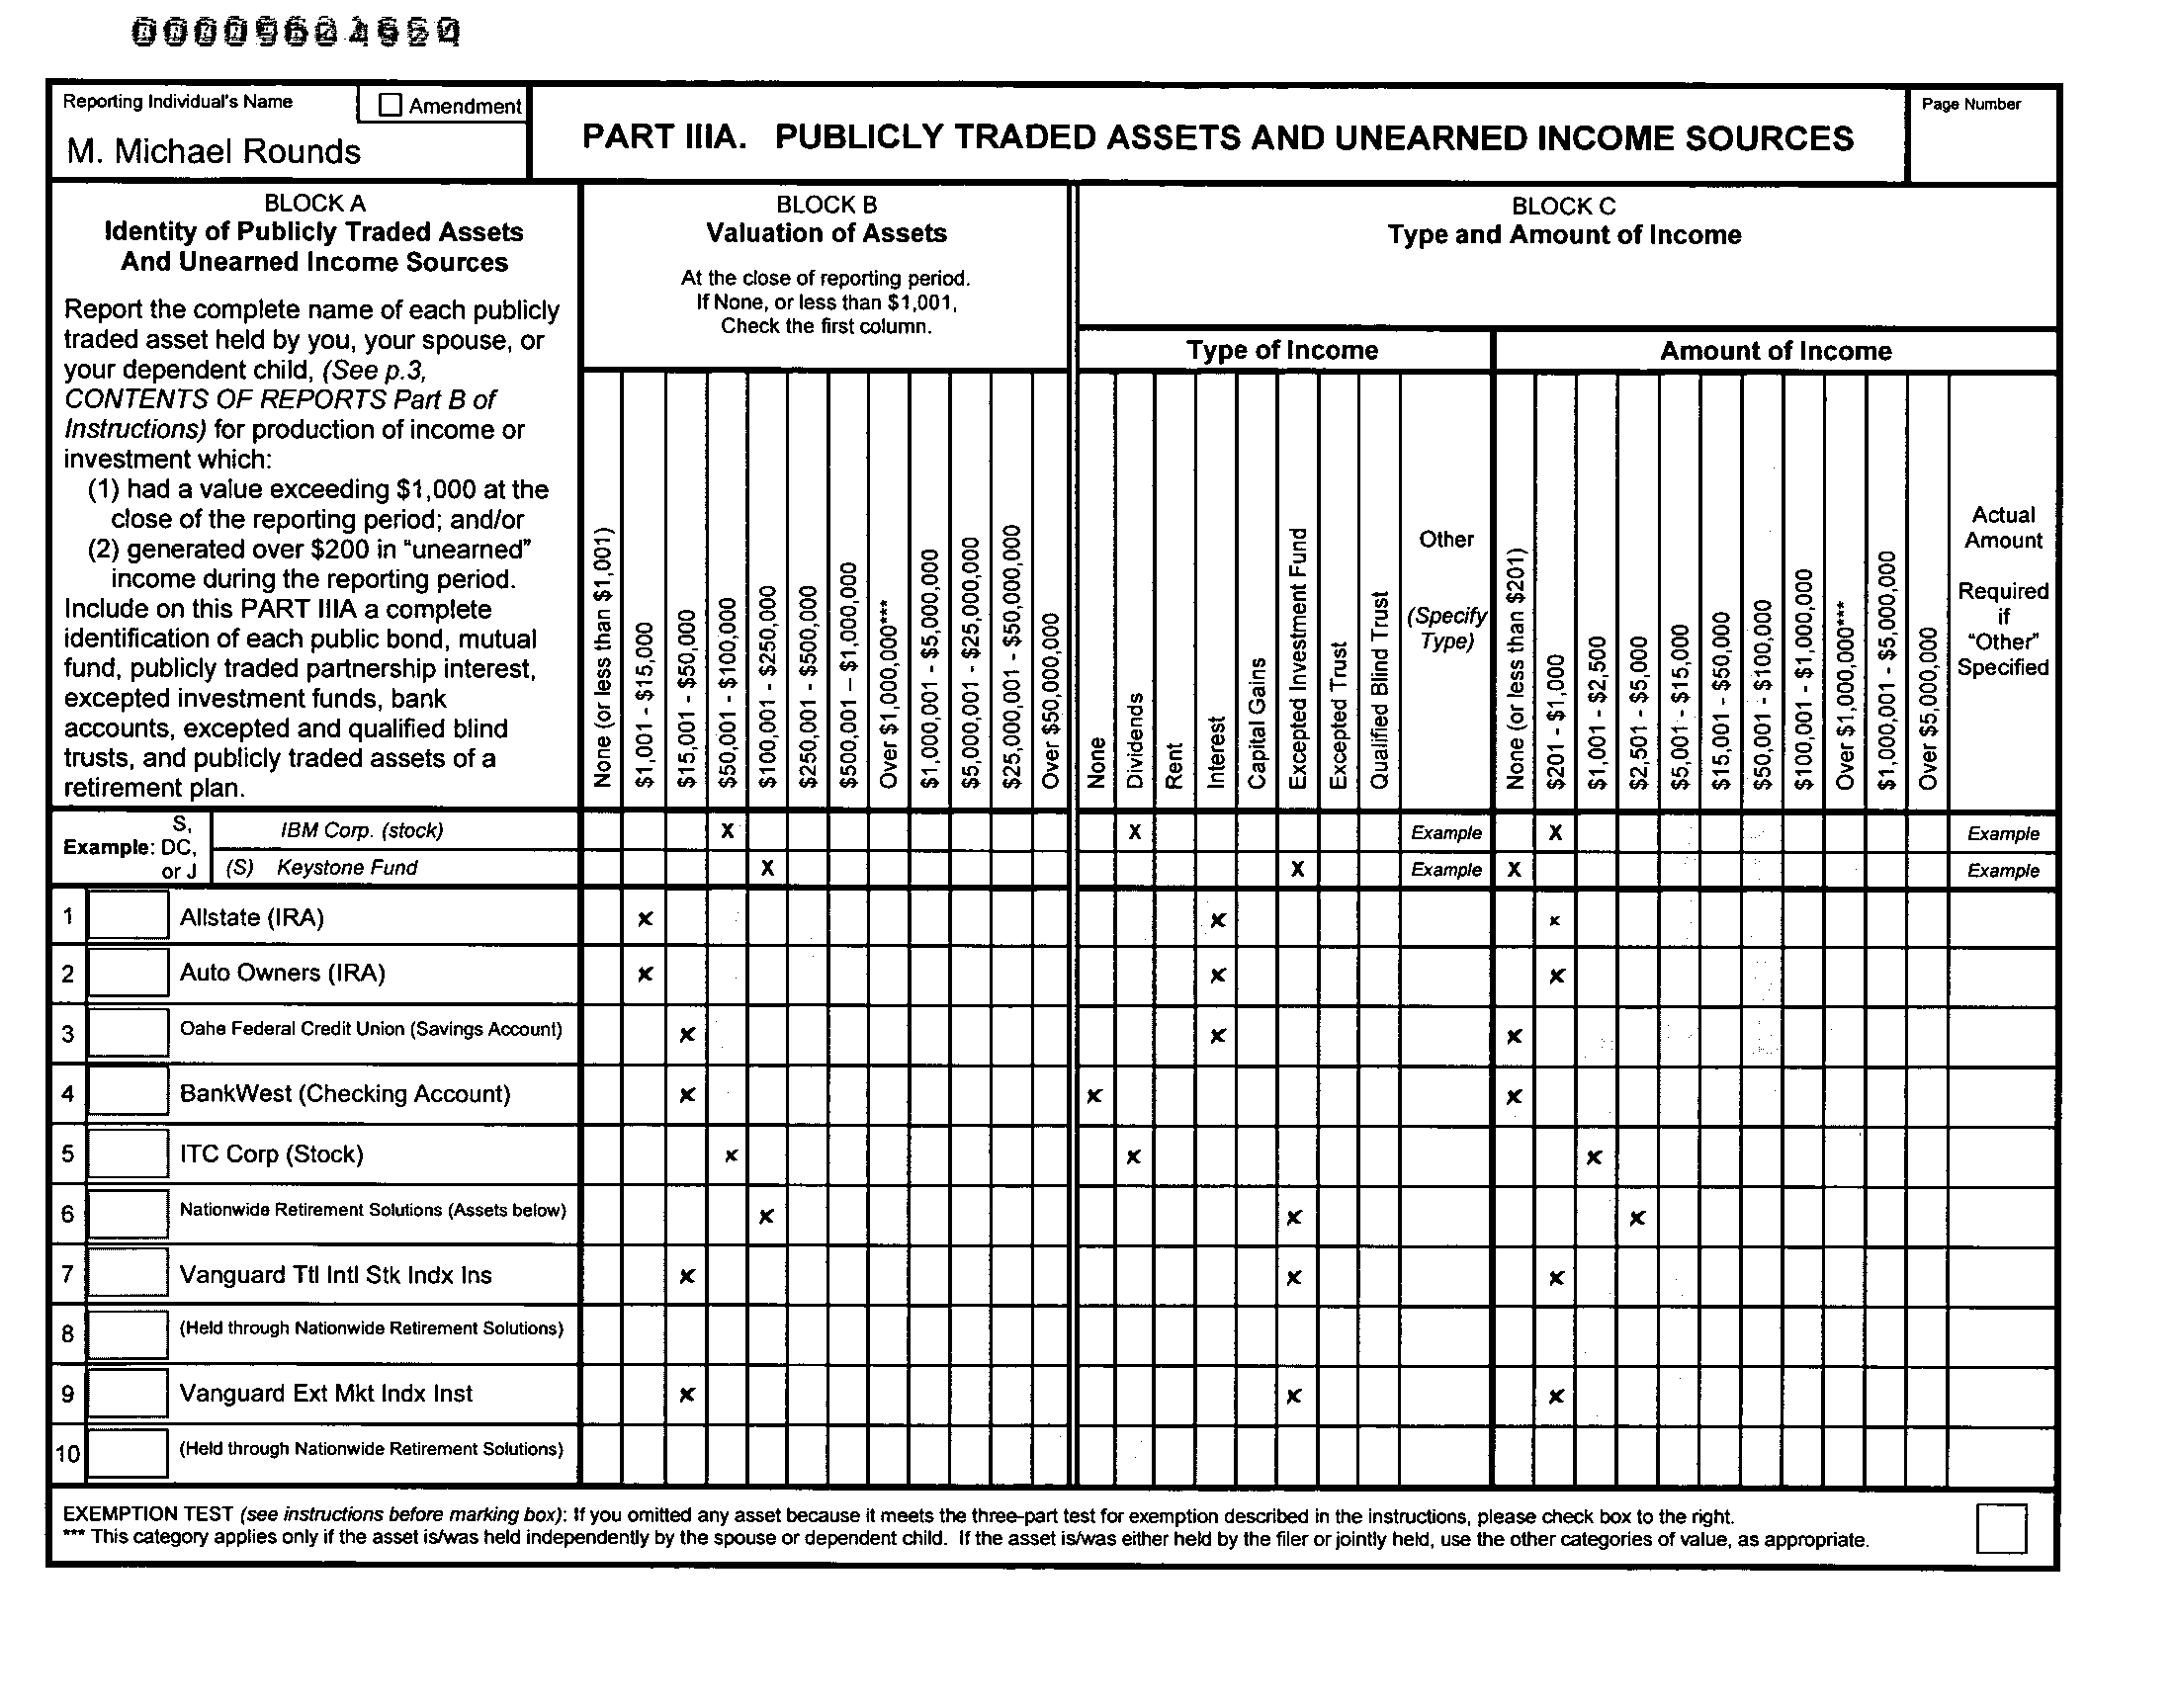 00009604560
Reporting Individual's Name
Amendment
M. Michael Rounds
PART IIIA. PUBLICLY TRADED ASSETS AND UNEARNED INCOME SOURCES
Page Number
BLOCK A
Identity of Publicly Traded Assets
And Unearned Income Sources
Report the complete name of each publicly
traded asset held by you, your spouse, or
your dependent child, (See p.3,
CONTENTS OF REPORTS Part B of
Instructions) for production of income or
investment which:
(1) had a value exceeding $1,000 at the
close of the reporting period; and/or
(2) generated over $200 in "unearned"
income during the reporting period.
Include on this PART IIIA a complete
identification of each public bond, mutual
fund, publicly traded partnership interest,
excepted investment funds, bank
accounts, excepted and qualified blind
trusts, and publicly traded assets of a
retirement plan.
BLOCK B
Valuation of Assets
At the close of reporting period.
If None, or less than $1,001,
Check the first column.
None (or less than $1,001)
$1,001 - $15,000
$15,001 - $50,000
$50,001 - $100,000
$100,001 - $250,000
$250,001 - $500,000
$500,001 – $1,000,000
Over $1,000,000***
$1,000,001 - $5,000,000
$5,000,001 - $25,000,000
$25,000,001 - $50,000,000
Over $50,000,000
BLOCK C
Type and Amount of Income
Type of Income
None
Dividends
Rent
Interest
Capital Gains
Excepted Investment Fund
Excepted Trust
Qualified Blind Trust
Other
(Specify
Type)
Amount of Income
None (or less than $201)
$201 - $1,000
$1,001 - $2,500
$2,501 - $5,000
$5,001 - $15,000
$15,001 - $50,000
$50,001 - $100,000
$100,001 - $1,000,000
Over $1,000,000***
$1,000,001 - $5,000,000
Over $5,000,000
Actual
Amount
Required
if
"Other"
Specified
Example: S, DC, or J
IBM Corp. (stock) X X Example X Example
(S) Keystone Fund X X Example X Example
1 Allstate (IRA) x x x
2 Auto Owners (IRA) x x x
3 Oahe Federal Credit Union (Savings Account) x x x
4 BankWest (Checking Account) x x x
5 ITC Corp (Stock) x x x
6 Nationwide Retirement Solutions (Assets below) x x x
7 Vanguard Ttl Intl Stk Indx Ins x x x
8 (Held through Nationwide Retirement Solutions)
9 Vanguard Ext Mkt Indx Inst x x x
10 (Held through Nationwide Retirement Solutions)
EXEMPTION TEST (see instructions before marking box): If you omitted any asset because it meets the three-part test for exemption described in the instructions, please check box to the right.
*** This category applies only if the asset is/was held independently by the spouse or dependent child. If the asset is/was either held by the filer or jointly held, use the other categories of value, as appropriate.